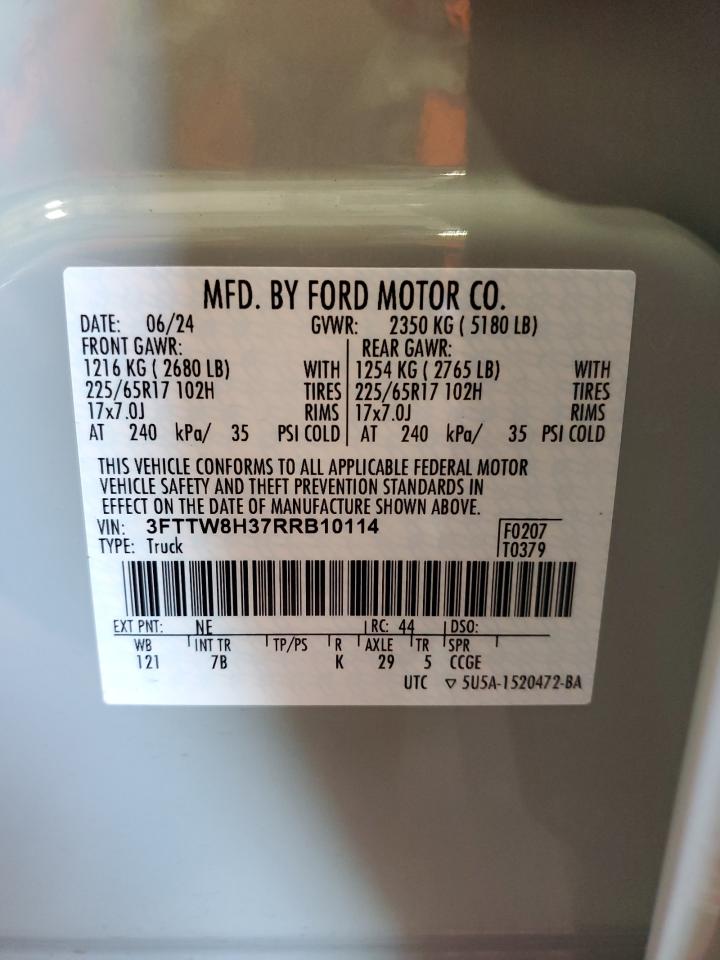 MFD. BY FORD MOTOR CO.
DATE: 06/24 GVWR: 2350 KG ( 5180 LB)
FRONT GAWR: REAR GAWR:
1216 KG ( 2680 LB) WITH 1254 KG ( 2765 LB) WITH
225/65R17 102H TIRES 225/65R17 102H TIRES
17x7.0J RIMS 17x7.0J RIMS
AT 240 kPa/ 35 PSI COLD AT 240 kPa/ 35 PSI COLD
THIS VEHICLE CONFORMS TO ALL APPLICABLE FEDERAL MOTOR
VEHICLE SAFETY AND THEFT PREVENTION STANDARDS IN
EFFECT ON THE DATE OF MANUFACTURE SHOWN ABOVE.
VIN: 3FTTW8H37RRB10114 F0207
TYPE: Truck T0379
EXT PNT: NE RC: 44 DSO:
WB INT TR TP/PS R AXLE TR SPR
121 7B K 29 5 CCGE
UTC ▽ 5U5A-1520472-BA